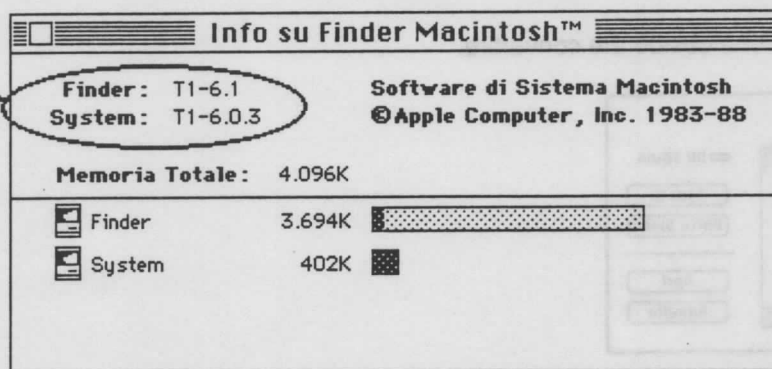 Info su Finder Macintosh™
Finder: T1-6.1
System: T1-6.0.3
Software di Sistema Macintosh
©Apple Computer, Inc. 1983-88
Memoria Totale: 4.096K
Finder 3.694K
System 402K